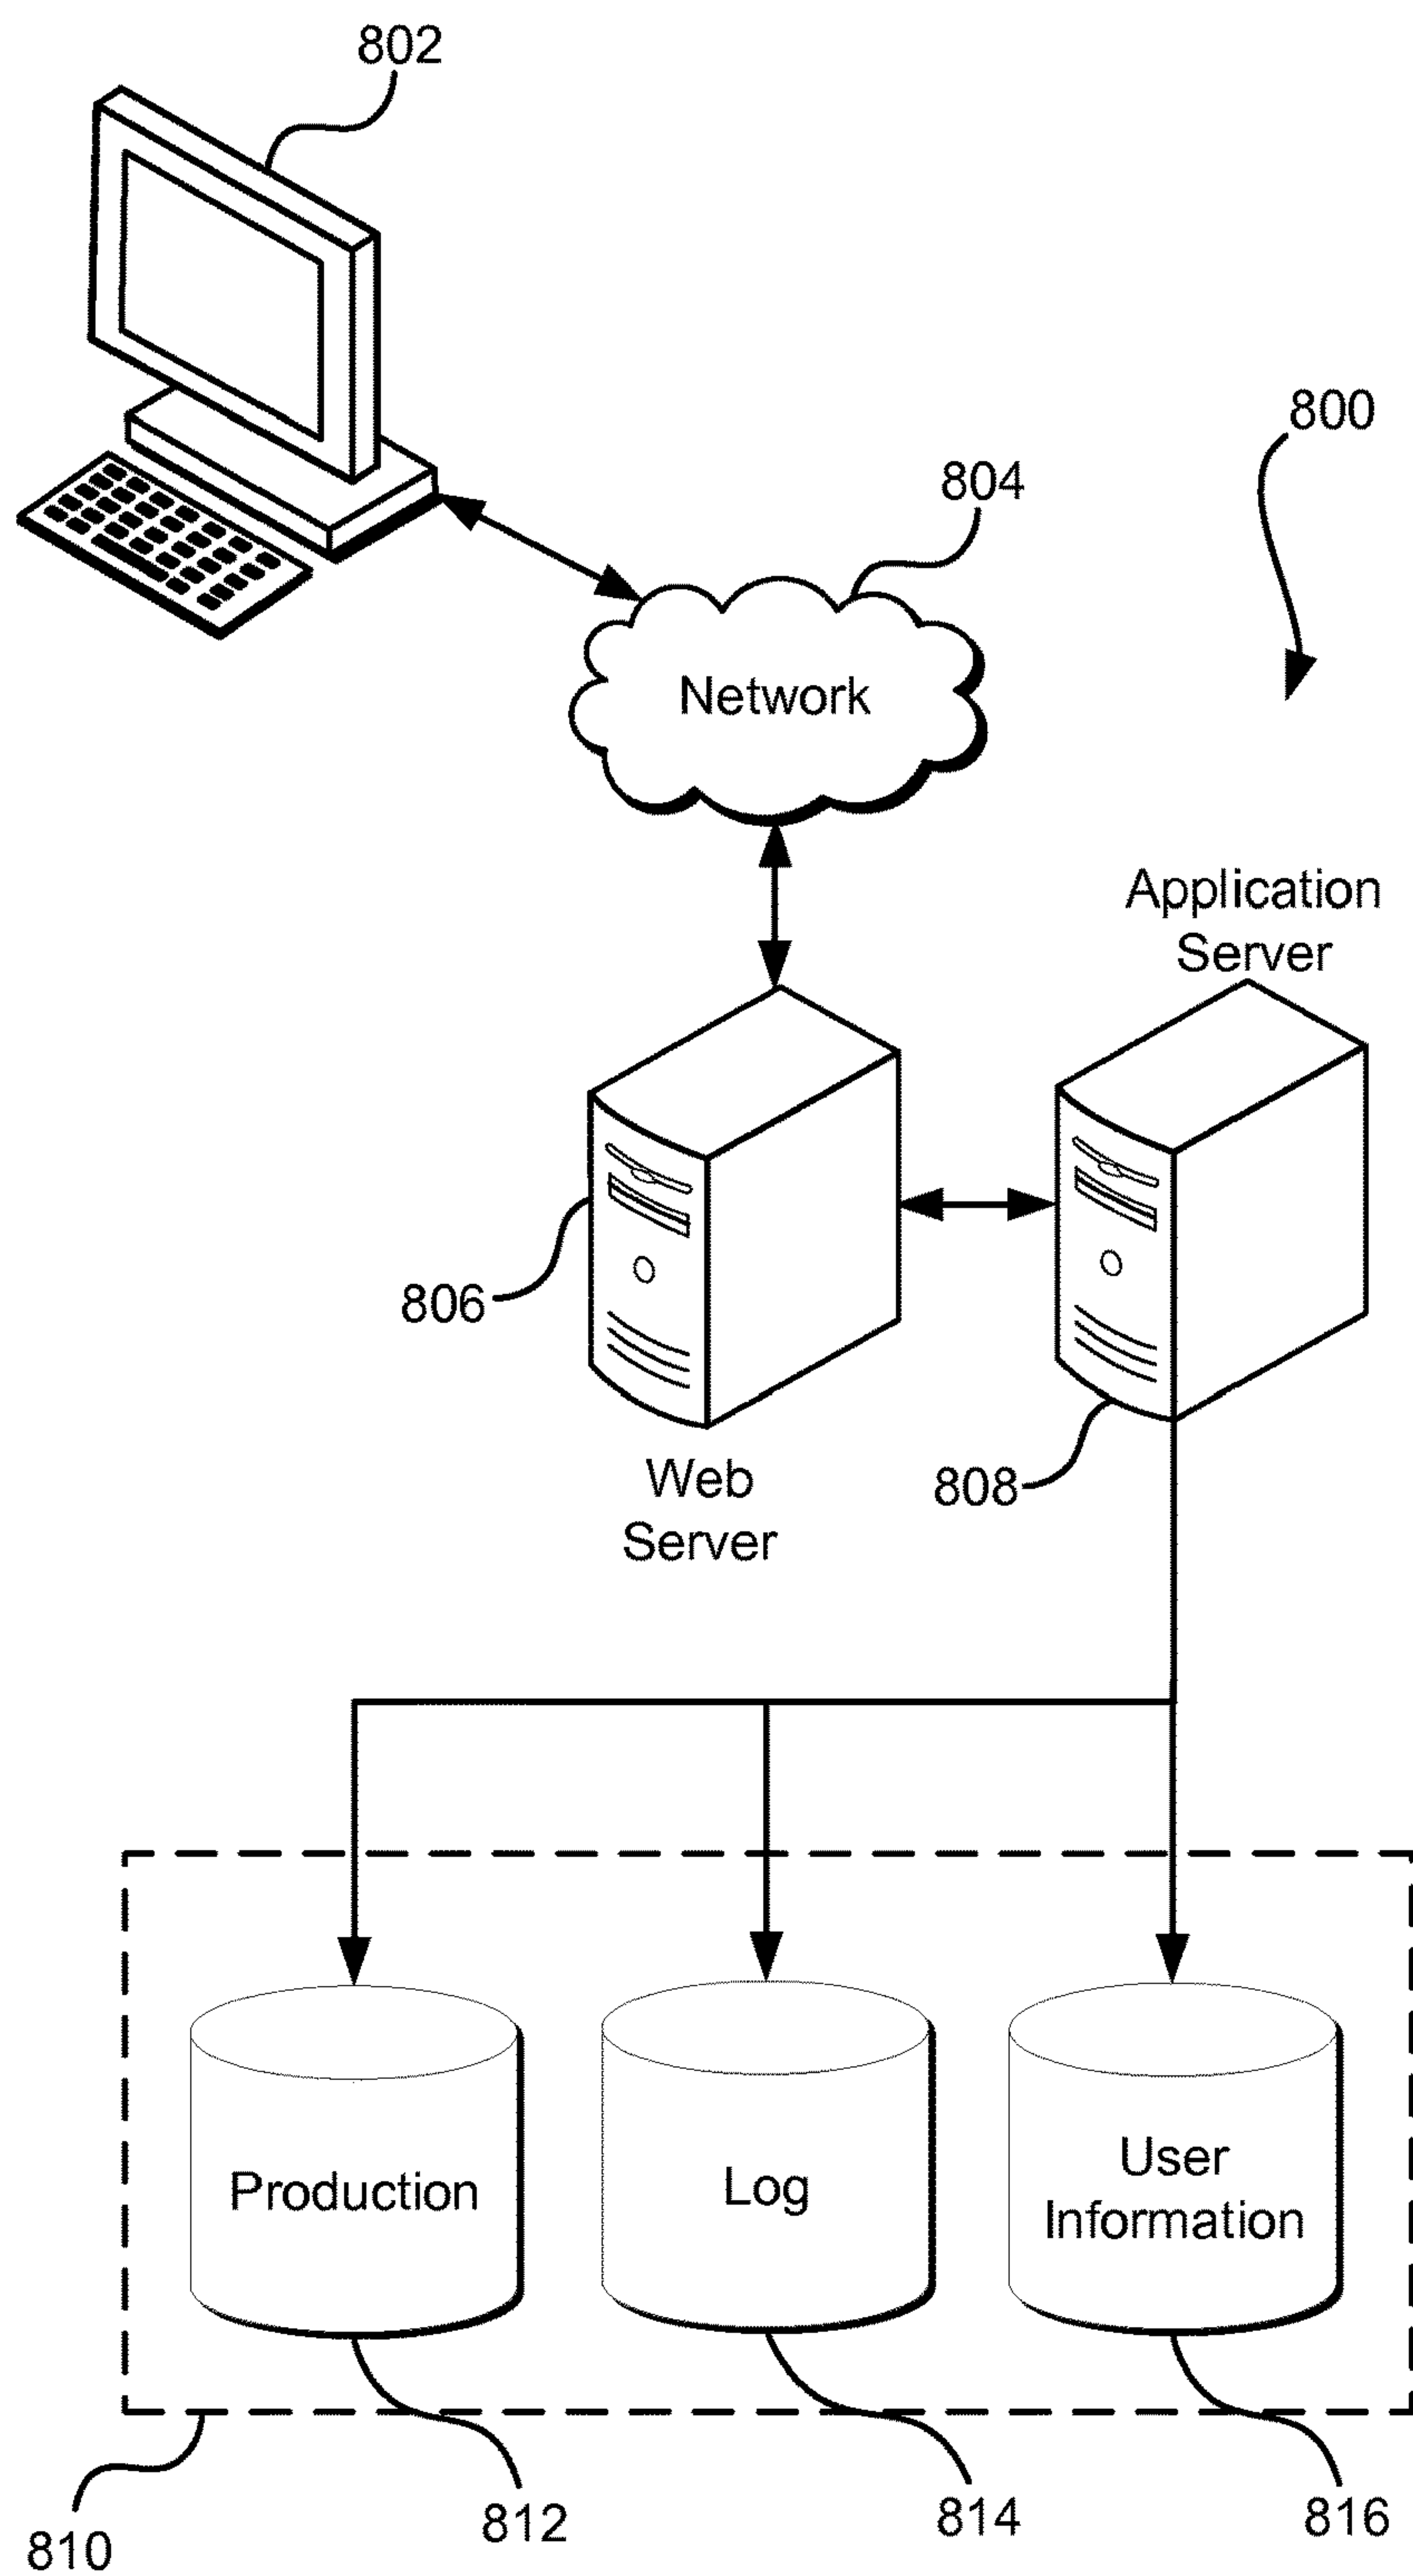 802
800
804
Network
Application
Server
806
808
Web
Server
Production
Log
User
Information
810
812
814
816